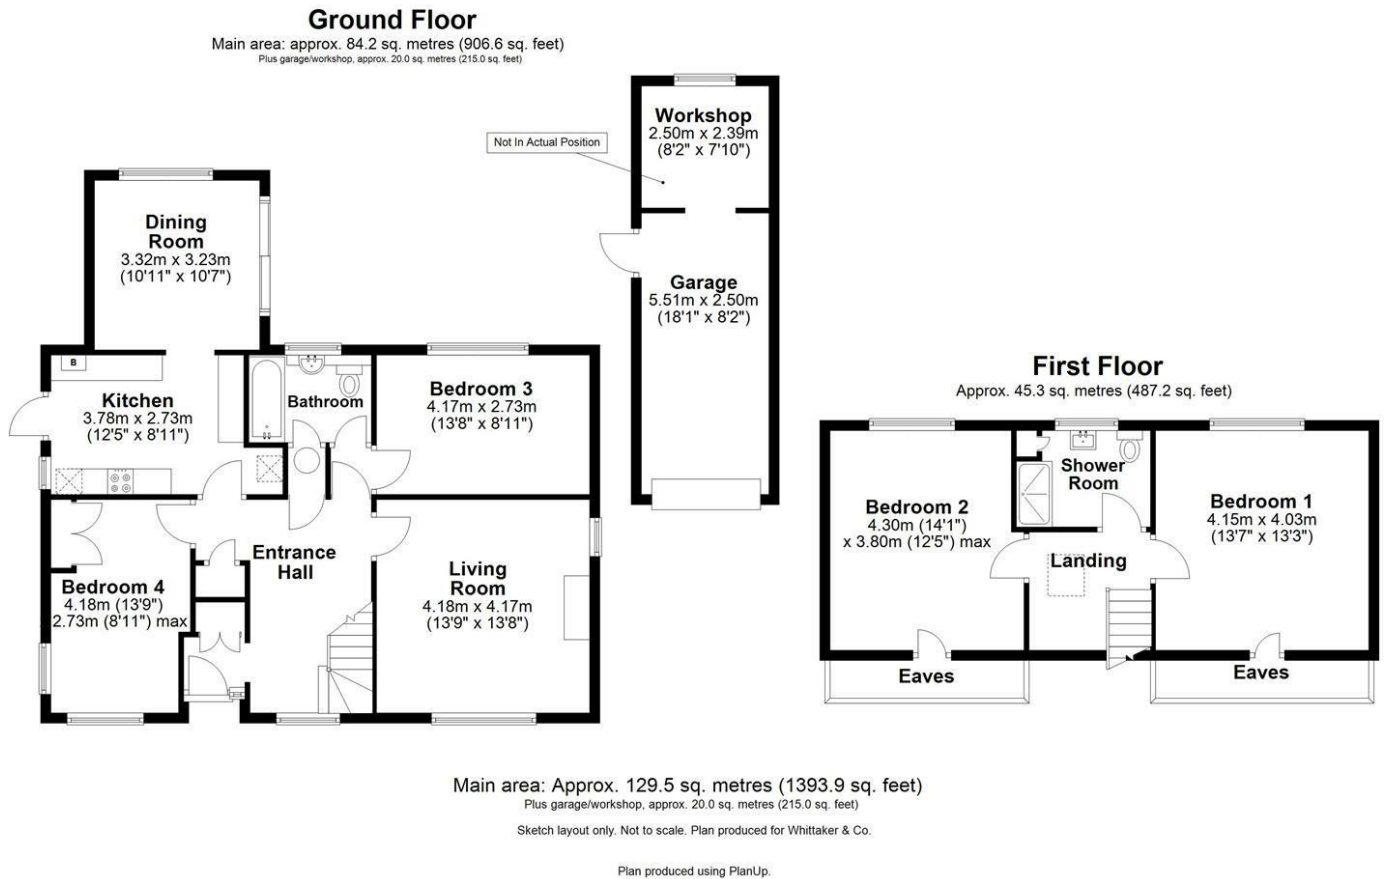 Ground Floor
Main area: approx. 84.2 sq. metres (906.6 sq. feet)
Plus garage/workshop, approx. 20.0 sq. metres (215.0 sq. feet)
Workshop
2.50m x 2.39m
(8'2" x 7'10")
Not In Actual Position
Dining
Room
3.32m x 3.23m
(10'11" x 10'7")
Garage
5.51m x 2.50m
(18'1" x 8'2")
B
Kitchen
3.78m x 2.73m
(12'5" x 8'11")
Bathroom
Bedroom 3
4.17m x 2.73m
(13'8" x 8'11")
Entrance
Hall
Bedroom 4
4.18m (13'9")
2.73m (8'11") max
Living
Room
4.18m x 4.17m
(13'9" x 13'8")
First Floor
Approx. 45.3 sq. metres (487.2 sq. feet)
Bedroom 2
4.30m (14'1")
x 3.80m (12'5") max
Shower
Room
Bedroom 1
4.15m x 4.03m
(13'7" x 13'3")
Landing
Eaves
Eaves
Main area: Approx. 129.5 sq. metres (1393.9 sq. feet)
Plus garage/workshop, approx. 20.0 sq. metres (215.0 sq. feet)
Sketch layout only. Not to scale. Plan produced for Whittaker & Co.
Plan produced using PlanUp.